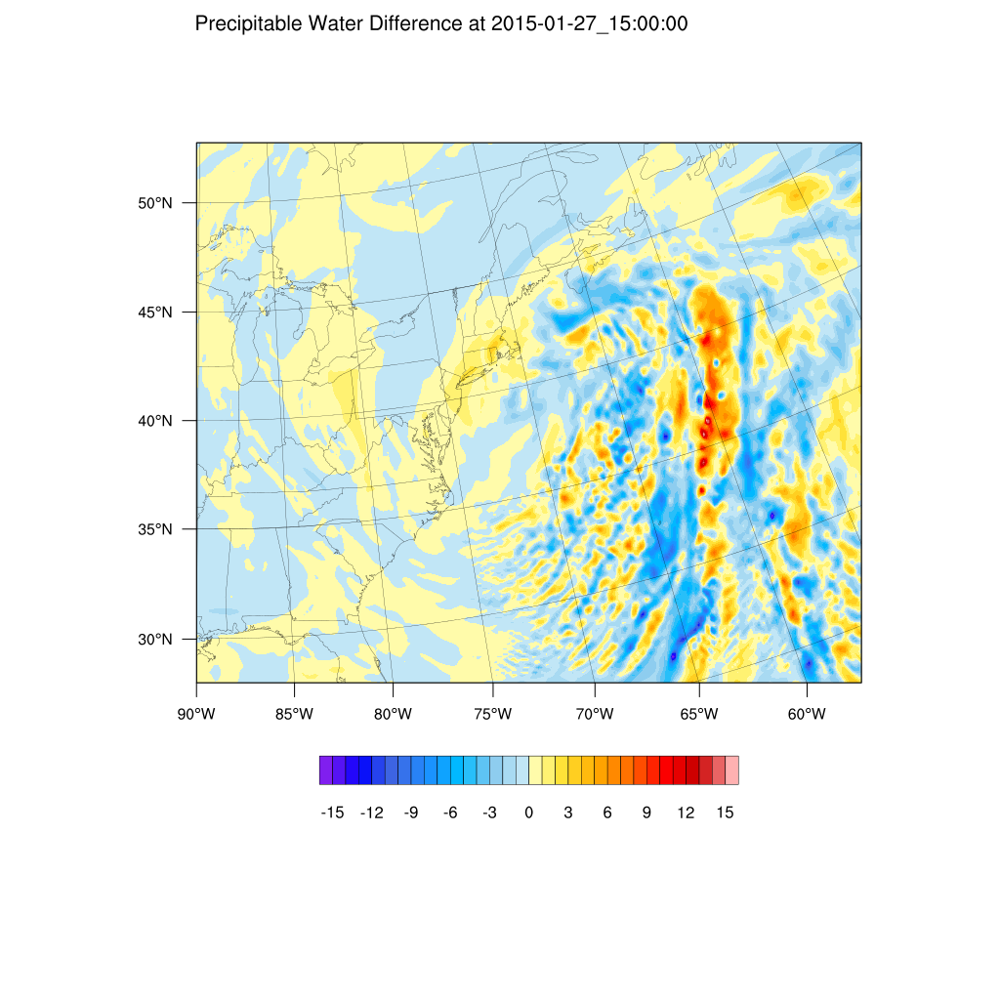 Precipitable Water Difference at 2015-01-27_15:00:00
50°N
45°N
40°N
35°N
30°N
90°W 85°W 80°W 75°W 70°W 65°W 60°W
-15 -12 -9 -6 -3 0 3 6 9 12 15